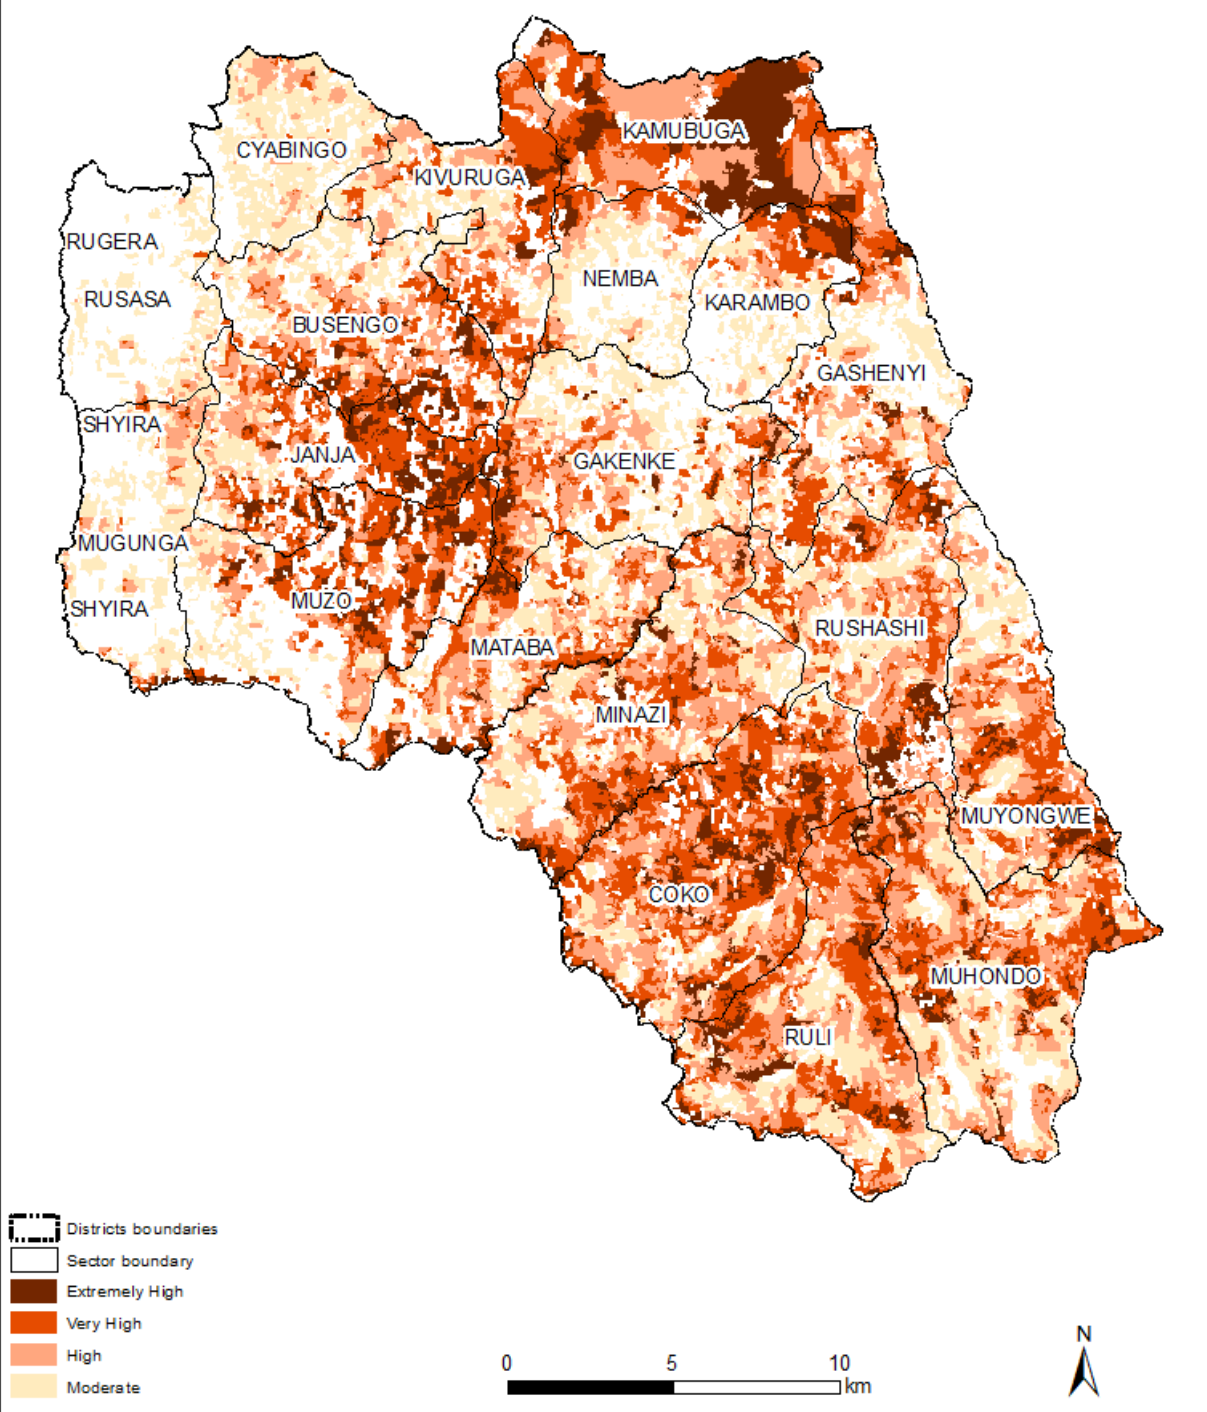 KAMUBUGA
CYABINGO
KIVURUGA
RUGERA
NEMBA
RUSASA
KARAMBO
BUSENGO
GASHENYI
SHYIRA
JANJA
GAKENKE
MUGUNGA
MUZO
SHYIRA
RUSHASHI
MATABA
MINAZI
MUYONGWE
COKO
MUHONDO
RULI
Districts boundaries
Sector boundary
Extremely High
Very High
High
Moderate
0 5 10
km
N